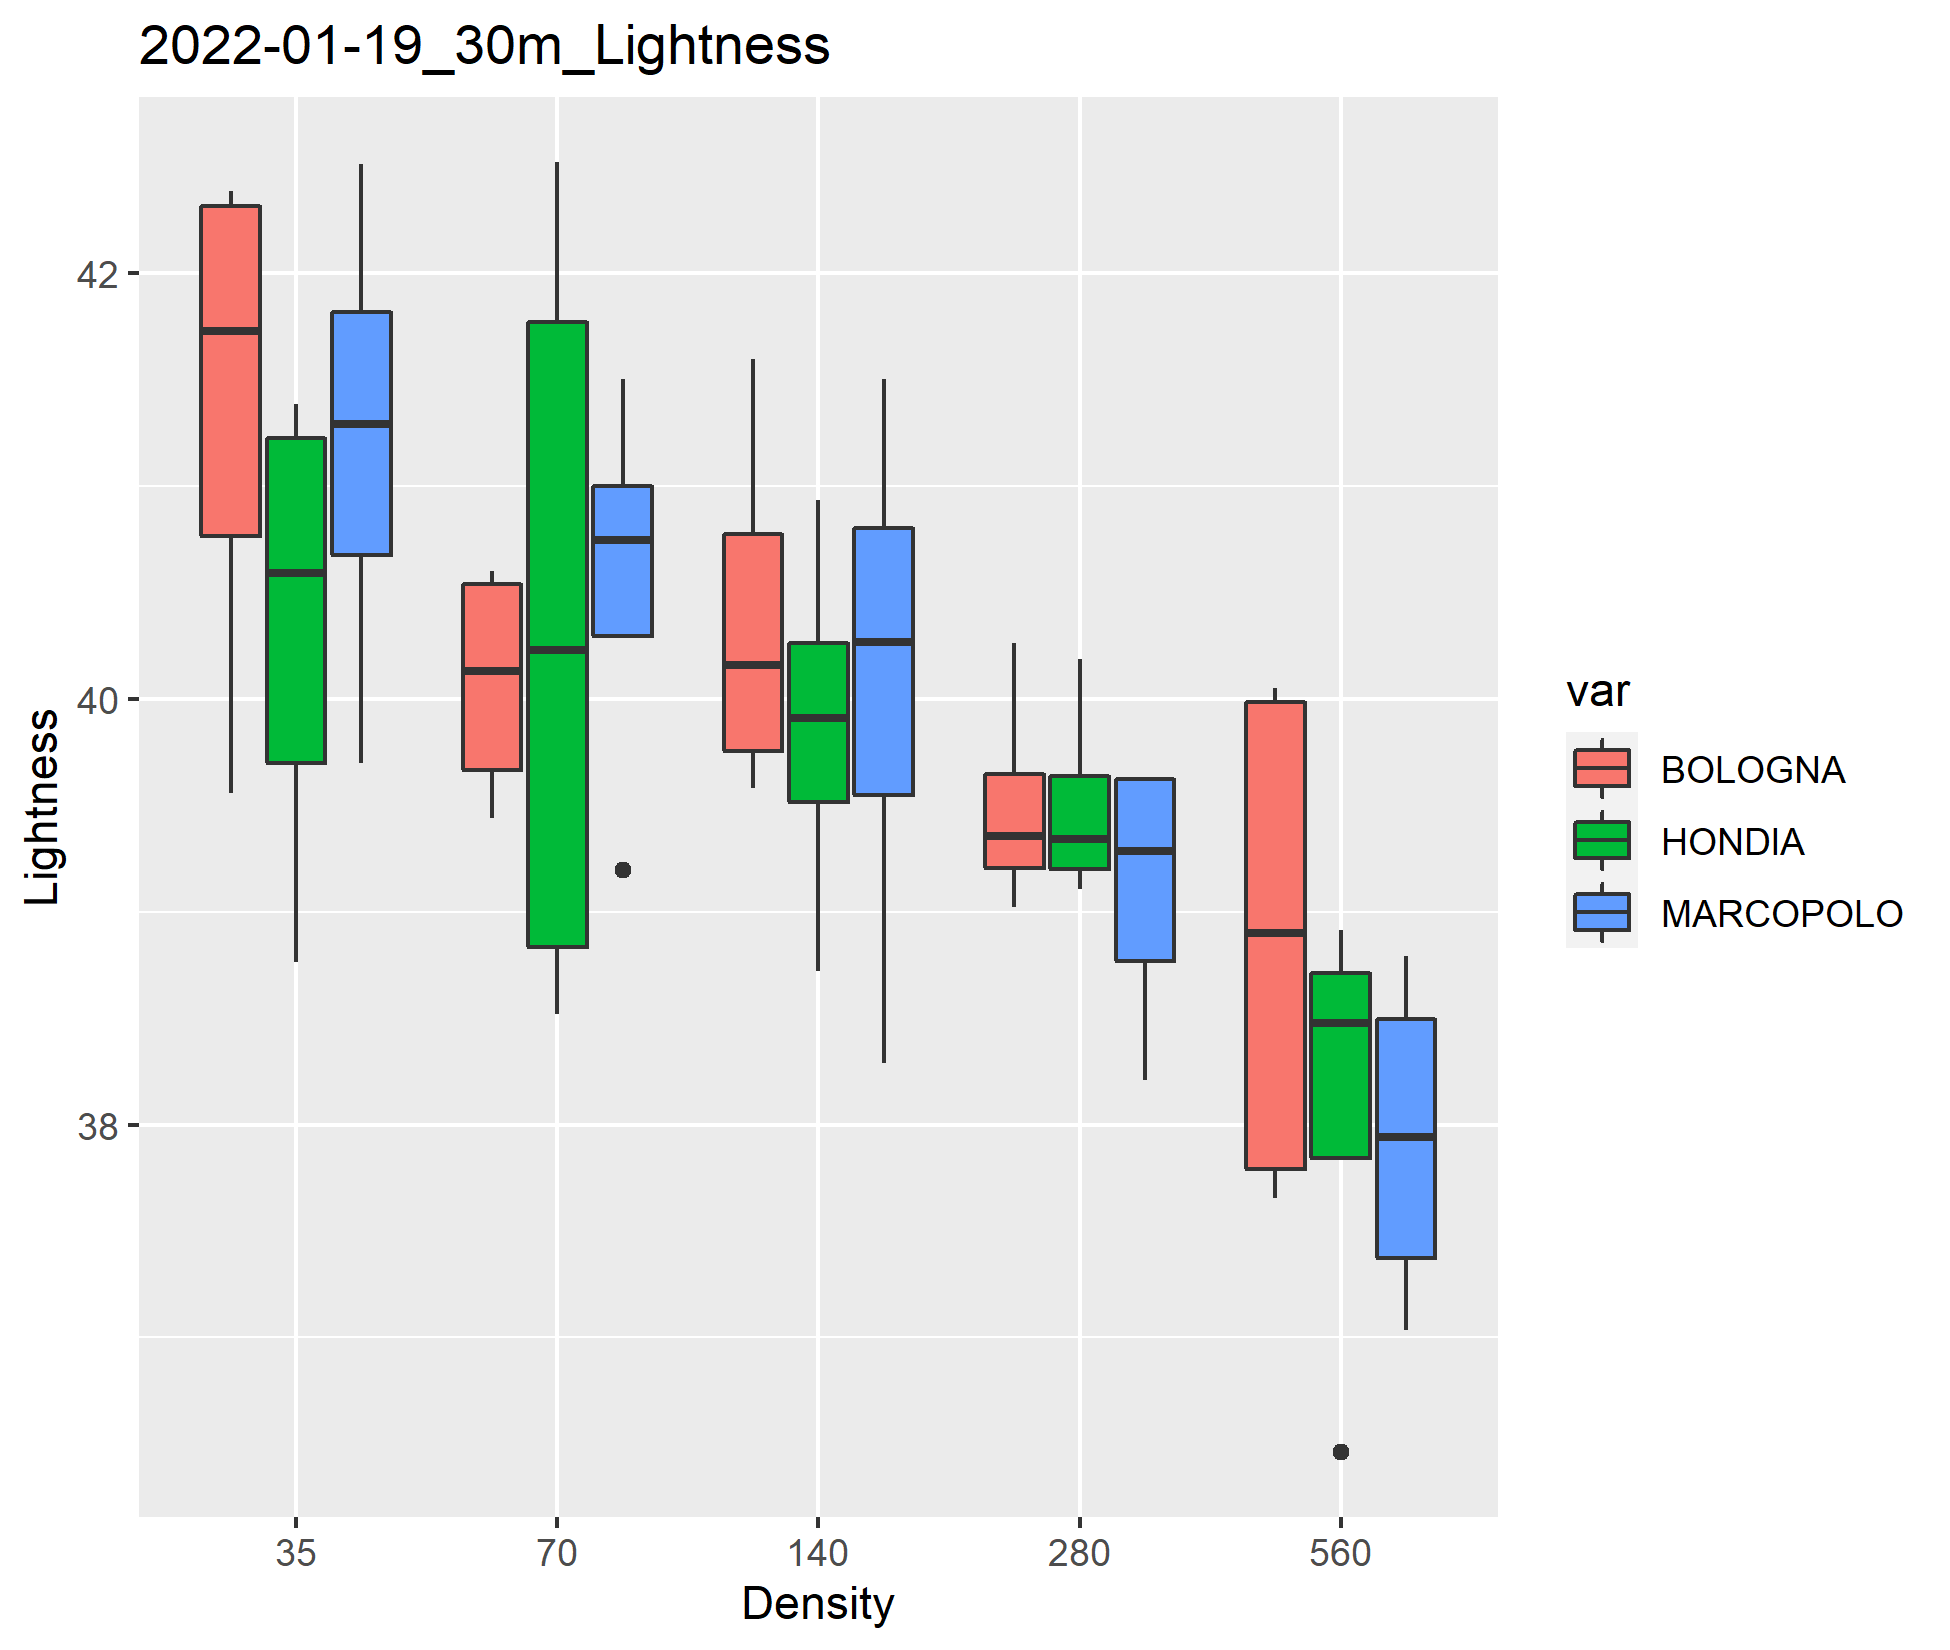 2022-01-19_30m_Lightness
42
40
38
Lightness
35 70 140 280 560
Density
var
BOLOGNA
HONDIA
MARCOPOLO